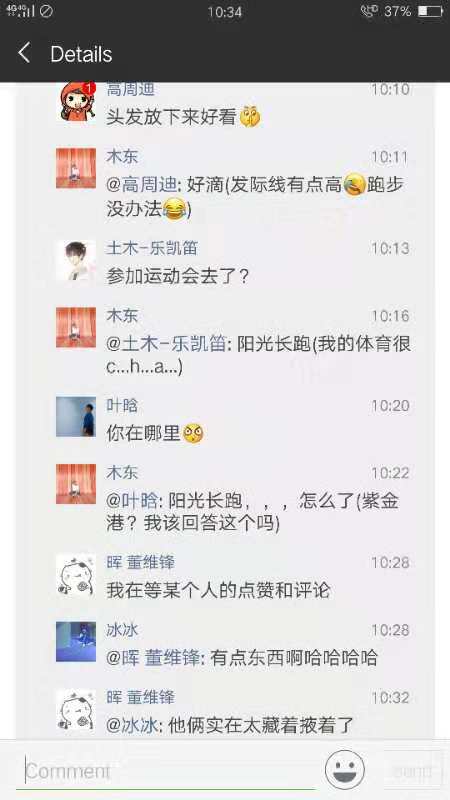 4G 4G 10:34 HD 37%
Details
高周迪 10:10
1
头发放下来好看
木东 10:11
@高周迪: 好滴(发际线有点高 跑步
没办法)
土木-乐凯笛 10:13
参加运动会去了?
木东 10:16
@土木-乐凯笛: 阳光长跑(我的体育很
c...h...a...)
叶晗 10:20
你在哪里
木东 10:22
@叶晗: 阳光长跑，，，怎么了(紫金
港? 我该回答这个吗)
晖 董维锋 10:28
我在等某个人的点赞和评论
冰冰 10:28
@晖 董维锋: 有点东西啊哈哈哈哈
晖 董维锋 10:32
@冰冰: 他俩实在太藏着掖着了
Comment send